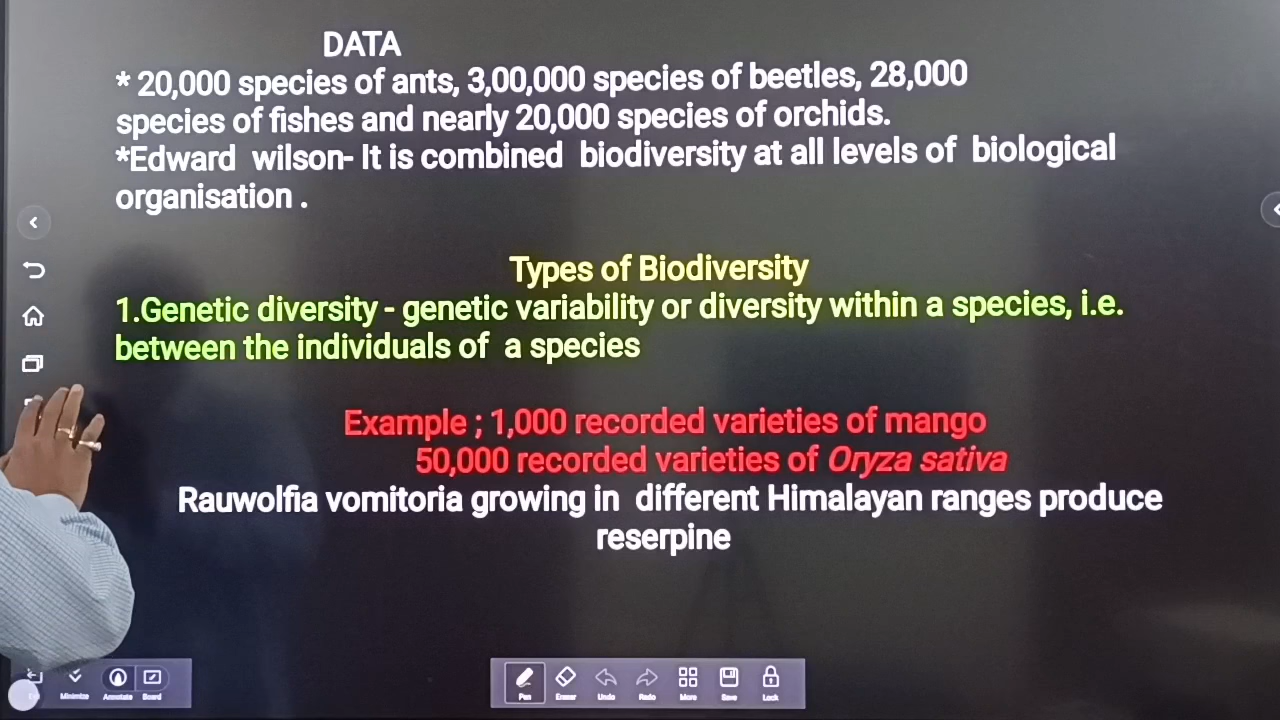 DATA
* 20,000 species of ants, 3,00,000 species of beetles, 28,000
species of fishes and nearly 20,000 species of orchids.
*Edward wilson- It is combined biodiversity at all levels of biological
organisation .
Types of Biodiversity
1.Genetic diversity - genetic variability or diversity within a species, i.e.
between the individuals of a species
Example ; 1,000 recorded varieties of mango
50,000 recorded varieties of Oryza sativa
Rauwolfia vomitoria growing in different Himalayan ranges produce
reserpine
Minimize Annotate Board Pen Eraser Undo Redo More Save Lock